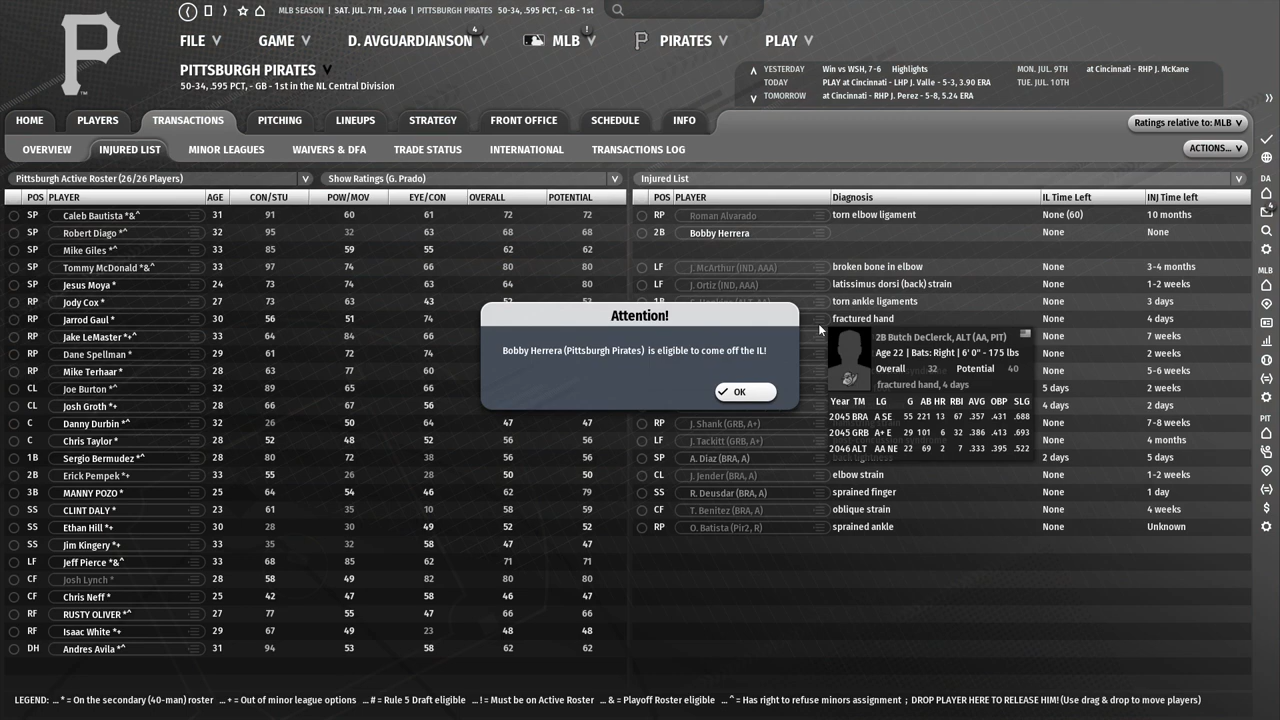 MLB SEASON | SAT. JUL. 7TH , 2046 | PITTSBURGH PIRATES 50-34, .595 PCT, - GB - 1st
FILE GAME D. AVGUARDIANSON 4 MLB ! PIRATES PLAY
PITTSBURGH PIRATES
50-34, .595 PCT, - GB - 1st in the NL Central Division
YESTERDAY Win vs WSH, 7-6 Highlights MON. JUL. 9TH at Cincinnati - RHP J. McKane
TODAY PLAY at Cincinnati - LHP J. Valle - 5-3, 3.90 ERA TUE. JUL. 10TH
TOMORROW at Cincinnati - RHP J. Perez - 5-8, 5.24 ERA
HOME PLAYERS TRANSACTIONS PITCHING LINEUPS STRATEGY FRONT OFFICE SCHEDULE INFO Ratings relative to: MLB
OVERVIEW INJURED LIST MINOR LEAGUES WAIVERS & DFA TRADE STATUS INTERNATIONAL TRANSACTIONS LOG ACTIONS...
Pittsburgh Active Roster (26/26 Players) Show Ratings (G. Prado) Injured List
POS PLAYER AGE CON/STU POW/MOV EYE/CON OVERALL POTENTIAL POS PLAYER Diagnosis IL Time Left INJ Time left
SP Caleb Bautista *&^ 31 91 60 61 72 72 RP Roman Alvarado torn elbow ligament None (60) 10 months
SP Robert Diago *^ 32 95 32 63 68 68 2B Bobby Herrera None None
SP Mike Giles *^ 33 85 59 55 62 62
SP Tommy McDonald *&^ 33 97 74 66 80 80 LF J. McArthur (IND, AAA) broken bone in elbow None 3-4 months
SP Jesus Moya * 24 73 74 63 64 80 LF J. Ortiz (IND, AAA) latissimus dorsi (back) strain None 1-2 weeks
RP Jody Cox * 27 73 63 43 torn ankle ligaments None 3 days
RP Jarrod Gaul * 30 56 51 74 fractured hand None 4 days
RP Jake LeMaster *+^ 33 64 84 66 None 7 weeks
RP Dane Spellman * 29 61 72 74 None 2 weeks
RP Mike Terhaar * 28 63 77 60 None 5-6 weeks
CL Joe Burton *^ 32 89 65 66 5 days 2 weeks
CL Josh Groth *+ 28 66 67 56 4 days 2 days
C Danny Durbin *^ 32 26 50 64 47 47 RP J. Shank (GRB, A+) None 7-8 weeks
C Chris Taylor * 25 52 48 52 56 56 LF J. Tackitt (GRB, A+) None 4 months
1B Sergio Bermudez *^ 28 80 72 38 56 56 SP A. Diaz (BRA, A) back tightness 2 days 5 days
2B Erick Pempek *+ 33 55 26 28 50 50 CL J. Jender (BRA, A) elbow strain None 1-2 weeks
3B MANNY POZO * 25 64 54 46 62 79 SS R. Deusdar (BRA, A) sprained finger None 1 day
SS CLINT DALY * 23 61 35 10 58 59 CF T. Benitez (BRA, A) oblique strain None 4 weeks
SS Ethan Hill *+ 30 28 30 49 52 52 RP O. Batista (Pir2, R) sprained ankle None Unknown
SS Jim Kingery *+ 33 35 32 58 47 47
LF Jeff Pierce *&^ 33 68 85 62 71 71
CF Josh Lynch * 28 58 49 82 80 80
CF Chris Neff * 25 42 47 58 46 48
RF RUSTY OLIVER *^ 27 77 55 47 66 66
RF Isaac White *+ 29 67 49 23 48 48
DH Andres Avila *^ 31 94 53 58 62 62
Attention!
Bobby Herrera (Pittsburgh Pirates) is eligible to come off the IL!
OK
2B Butch DeClerck, ALT (AA, PIT)
Age 22 | Bats: Right | 6' 0" - 175 lbs
Overall 32 Potential 40
fractured hand, 4 days
Year TM LG G AB HR RBI AVG OBP SLG
2045 BRA A SE 55 221 13 67 .357 .431 .688
2045 GRB A+ E 29 101 6 32 .386 .413 .693
2046 ALT AA NE 22 69 2 7 .333 .395 .522
DA
4
MLB
PIT
LEGEND: ... * = On the secondary (40-man) roster ... + = Out of minor league options ... # = Rule 5 Draft eligible ... ! = Must be on Active Roster ... & = Playoff Roster eligible ... ^ = Has right to refuse minors assignment ; DROP PLAYER HERE TO RELEASE HIM! (Use drag & drop to move players)